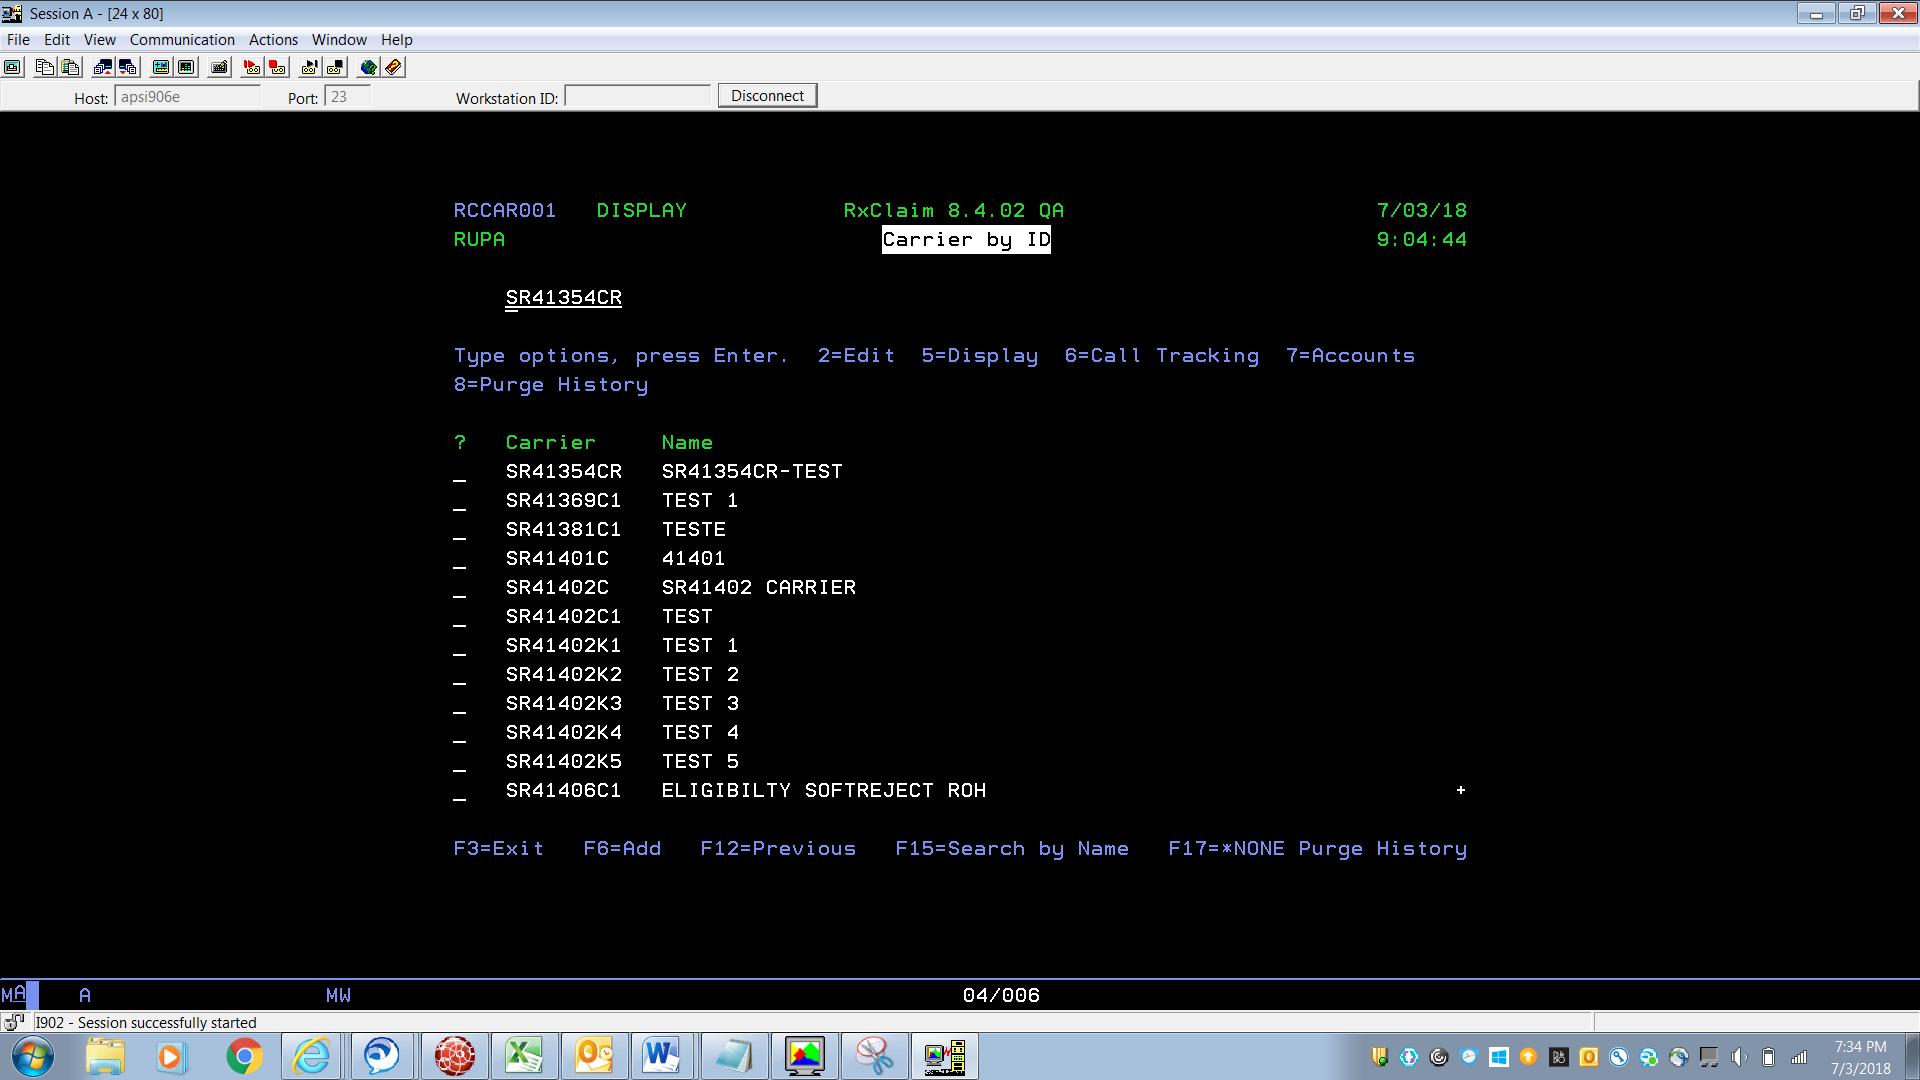 Session A - [24 x 80]
File Edit View Communication Actions Window Help
Host: apsi906e Port: 23 Workstation ID: Disconnect
RCCAR001 DISPLAY RxClaim 8.4.02 QA 7/03/18
RUPA Carrier by ID 9:04:44
SR41354CR
Type options, press Enter. 2=Edit 5=Display 6=Call Tracking 7=Accounts
8=Purge History
? Carrier Name
_ SR41354CR SR41354CR-TEST
_ SR41369C1 TEST 1
_ SR41381C1 TESTE
_ SR41401C 41401
_ SR41402C SR41402 CARRIER
_ SR41402C1 TEST
_ SR41402K1 TEST 1
_ SR41402K2 TEST 2
_ SR41402K3 TEST 3
_ SR41402K4 TEST 4
_ SR41402K5 TEST 5
_ SR41406C1 ELIGIBILTY SOFTREJECT ROH +
F3=Exit F6=Add F12=Previous F15=Search by Name F17=*NONE Purge History
MA A MW 04/006
I902 - Session successfully started
7:34 PM
7/3/2018